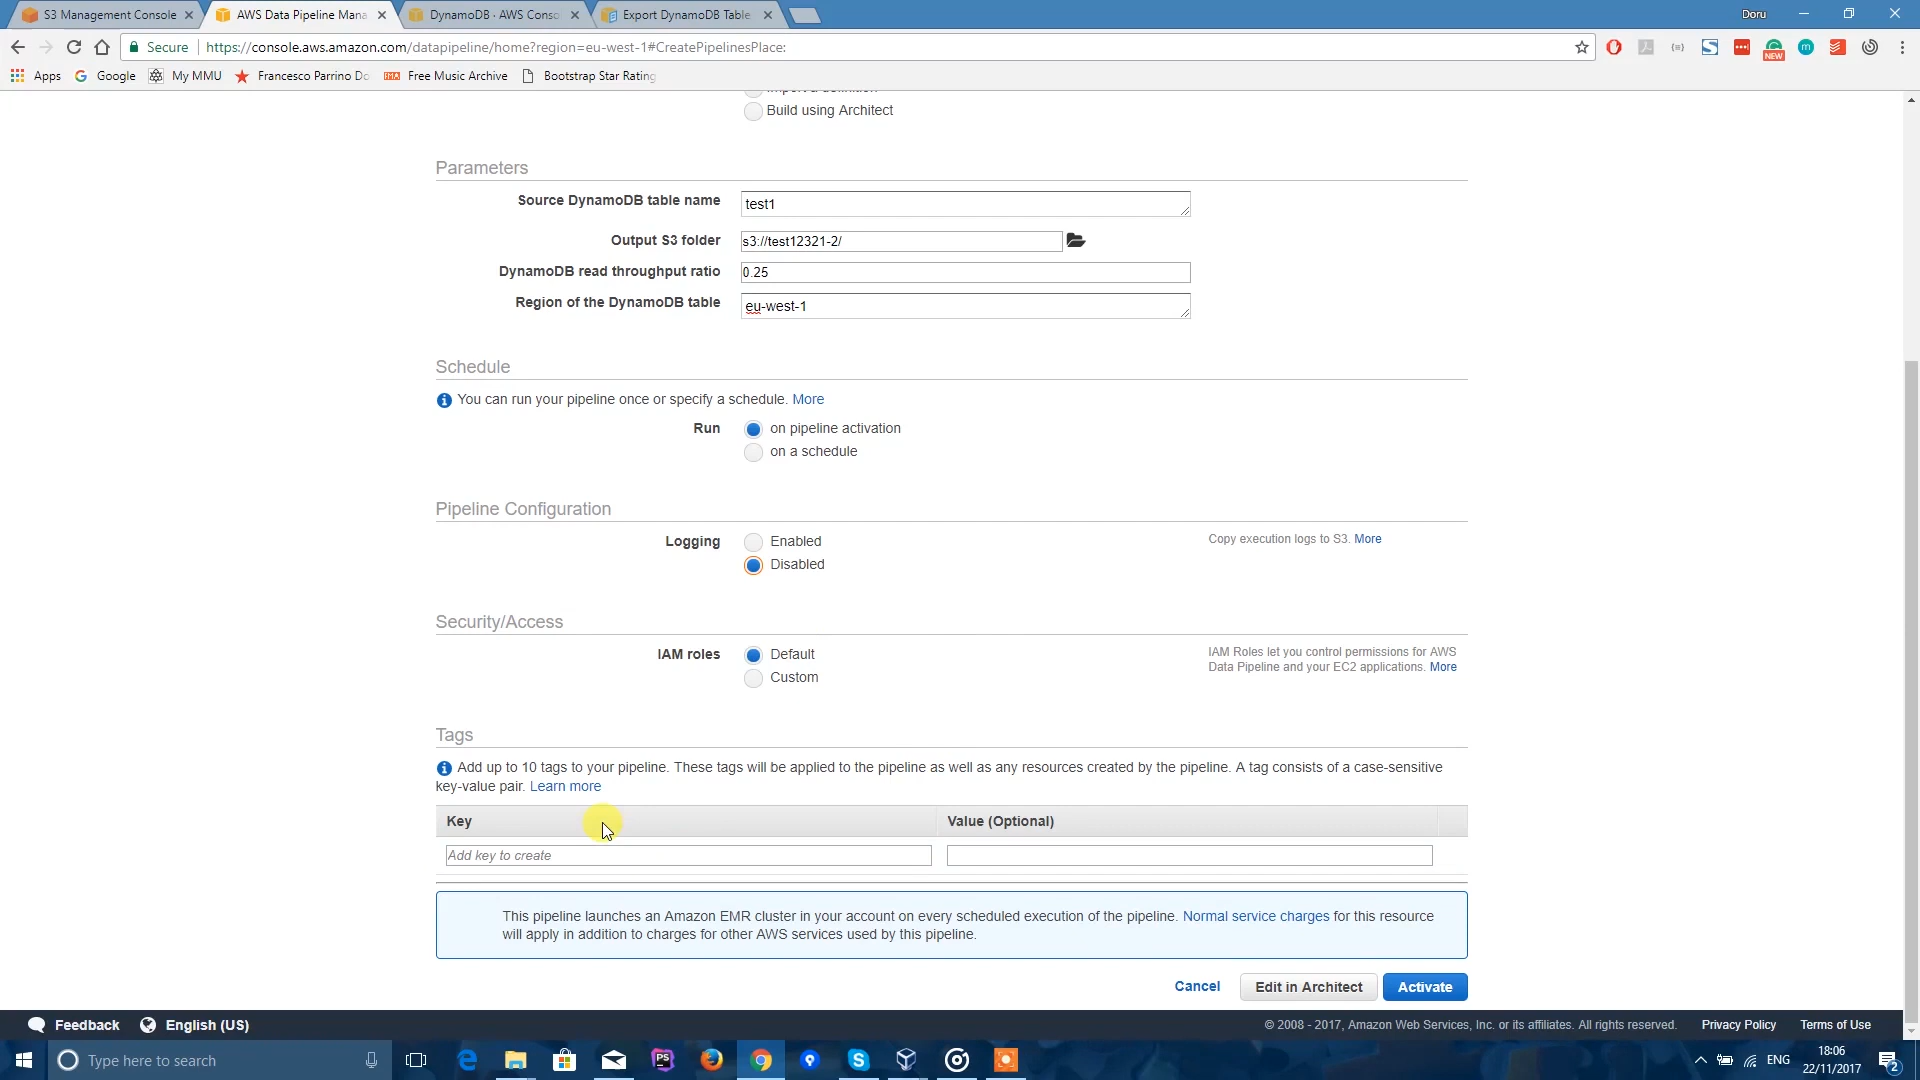 S3 Management Console
AWS Data Pipeline Mana
DynamoDB · AWS Conso
Export DynamoDB Table
Doru
Secure
https://console.aws.amazon.com/datapipeline/home?region=eu-west-1#CreatePipelinesPlace:
NEW
Apps
Google
My MMU
Francesco Parrino Do
Free Music Archive
Bootstrap Star Rating
Import a definition
Build using Architect
Parameters
Source DynamoDB table name
test1
Output S3 folder
s3://test12321-2/
DynamoDB read throughput ratio
0.25
Region of the DynamoDB table
eu-west-1
Schedule
You can run your pipeline once or specify a schedule. More
Run
on pipeline activation
on a schedule
Pipeline Configuration
Logging
Enabled
Disabled
Copy execution logs to S3. More
Security/Access
IAM roles
Default
Custom
IAM Roles let you control permissions for AWS
Data Pipeline and your EC2 applications. More
Tags
Add up to 10 tags to your pipeline. These tags will be applied to the pipeline as well as any resources created by the pipeline. A tag consists of a case-sensitive
key-value pair. Learn more
Key
Value (Optional)
Add key to create
This pipeline launches an Amazon EMR cluster in your account on every scheduled execution of the pipeline. Normal service charges for this resource
will apply in addition to charges for other AWS services used by this pipeline.
Cancel
Edit in Architect
Activate
Feedback
English (US)
© 2008 - 2017, Amazon Web Services, Inc. or its affiliates. All rights reserved.
Privacy Policy
Terms of Use
Type here to search
PS
ENG
18:06
22/11/2017
2